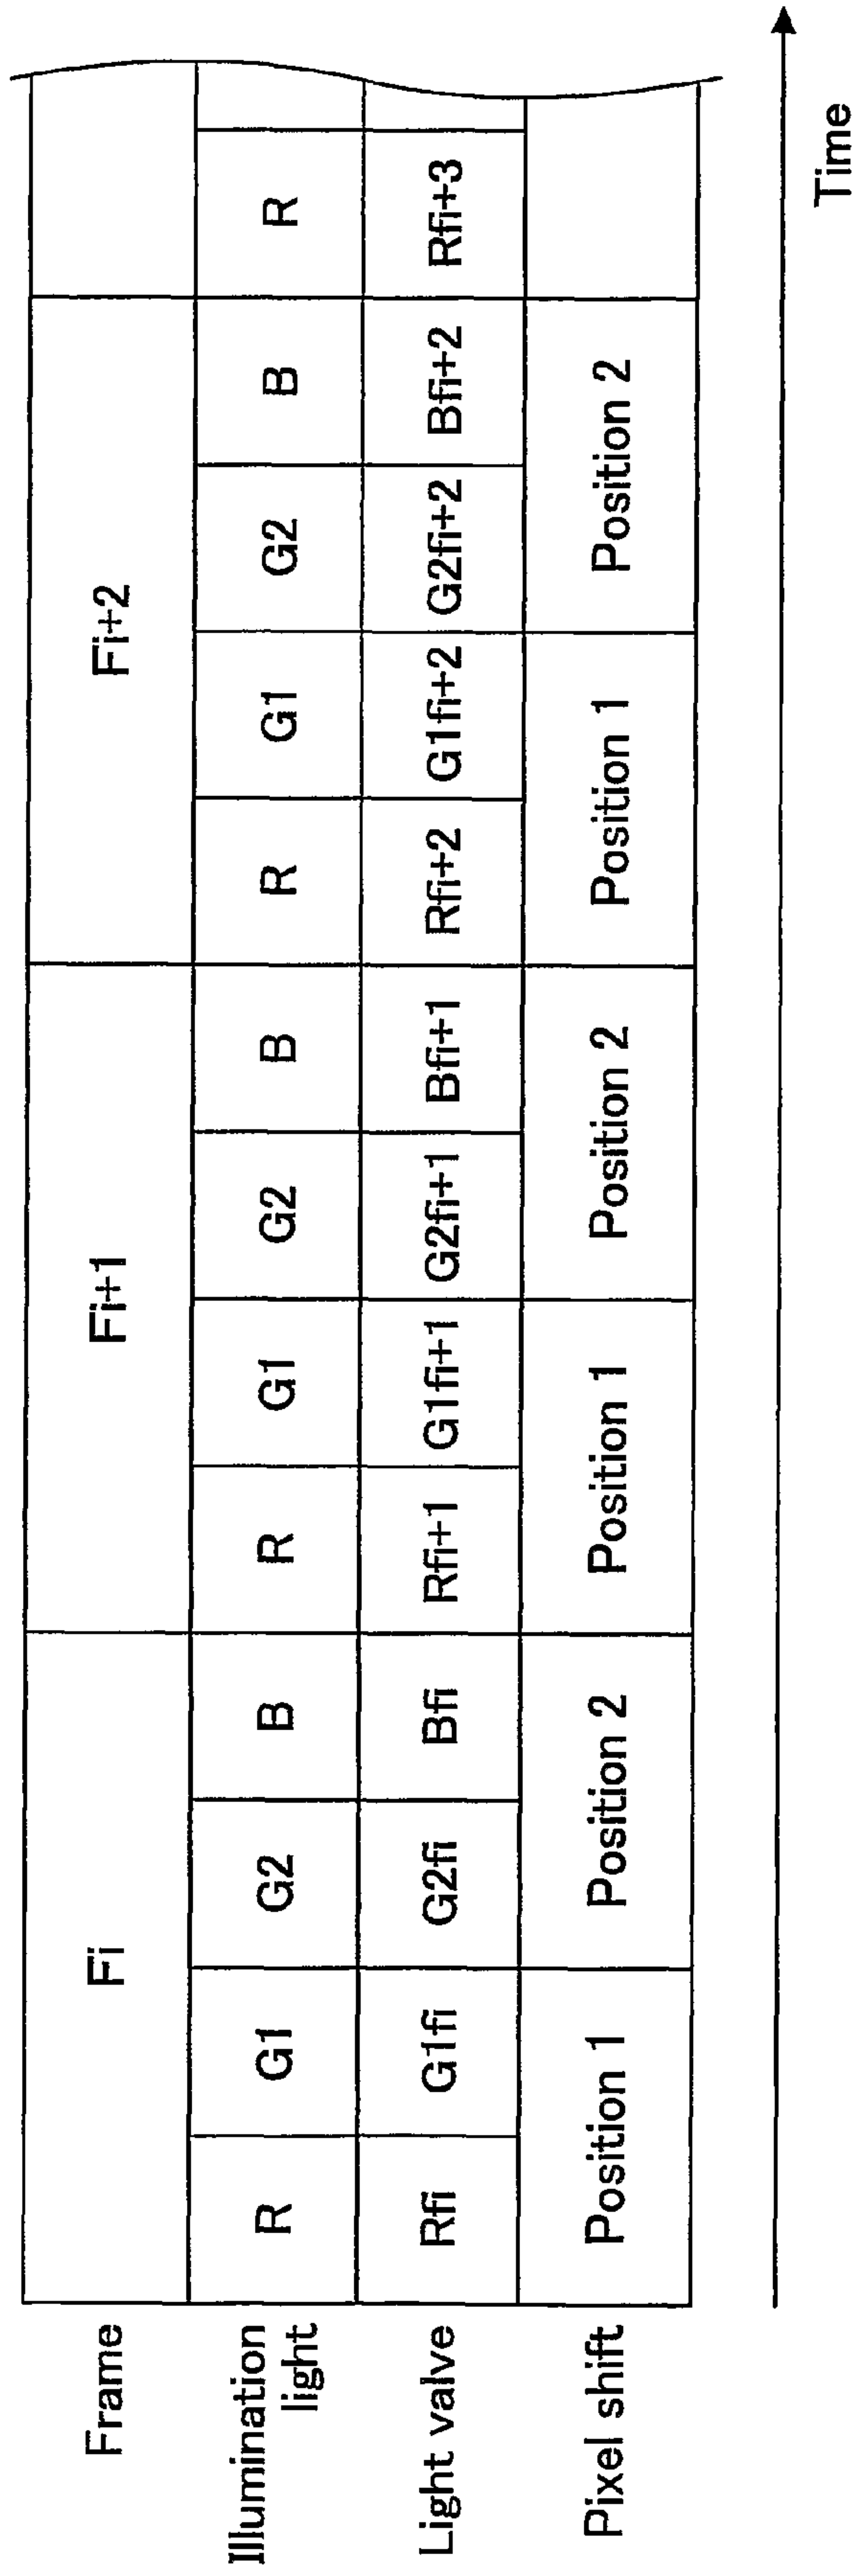 Frame
Fi
Fi+1
Fi+2
Illumination
light
R
G1
G2
B
R
G1
G2
B
R
G1
G2
B
R
Light valve
Rfi
G1fi
G2fi
Bfi
Rfi+1
G1fi+1
G2fi+1
Bfi+1
Rfi+2
G1fi+2
G2fi+2
Bfi+2
Rfi+3
Pixel shift
Position 1
Position 2
Position 1
Position 2
Position 1
Position 2
Time